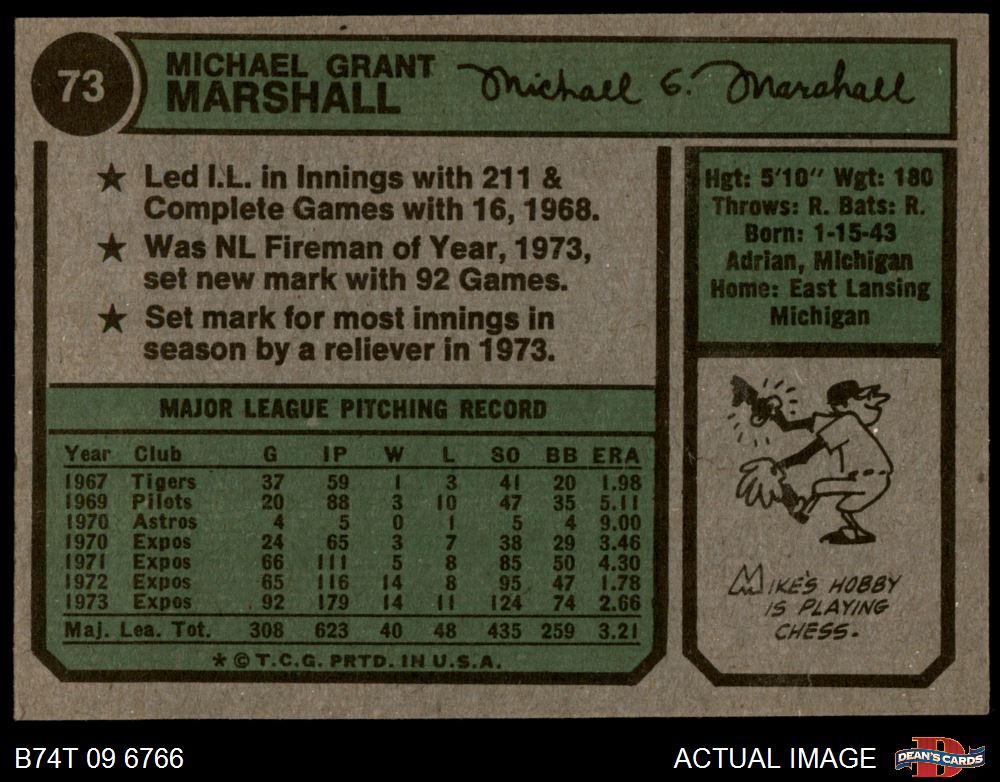 73
MICHAEL GRANT
MARSHALL
Michael G. Marshall
★ Led I.L. in Innings with 211 &
Complete Games with 16, 1968.
★ Was NL Fireman of Year, 1973,
set new mark with 92 Games.
★ Set mark for most innings in
season by a reliever in 1973.
MAJOR LEAGUE PITCHING RECORD
Year Club G IP W L SO BB ERA
1967 Tigers 37 59 1 3 41 20 1.98
1969 Pilots 20 88 3 10 47 35 5.11
1970 Astros 4 5 0 1 5 4 9.00
1970 Expos 24 65 3 7 38 29 3.46
1971 Expos 66 111 5 8 85 50 4.30
1972 Expos 65 116 14 8 95 47 1.78
1973 Expos 92 179 14 11 124 74 2.66
Maj. Lea. Tot. 308 623 40 48 435 259 3.21
* © T.C.G. PRTD. IN U.S.A.
Hgt: 5'10" Wgt: 180
Throws: R. Bats: R.
Born: 1-15-43
Adrian, Michigan
Home: East Lansing
Michigan
MIKE'S HOBBY
IS PLAYING
CHESS.
B74T 09 6766
ACTUAL IMAGE
D
DEAN'S CARDS